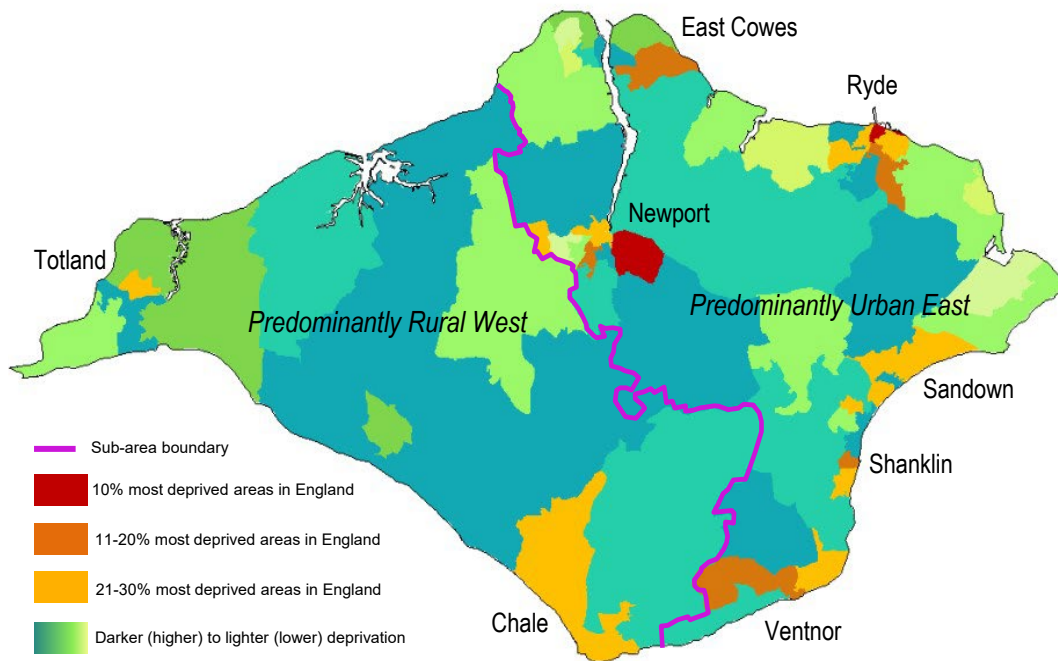 East Cowes
Ryde
Newport
Totland
Predominantly Rural West
Predominantly Urban East
Sandown
Sub-area boundary
Shanklin
10% most deprived areas in England
11-20% most deprived areas in England
21-30% most deprived areas in England
Chale
Ventnor
Darker (higher) to lighter (lower) deprivation